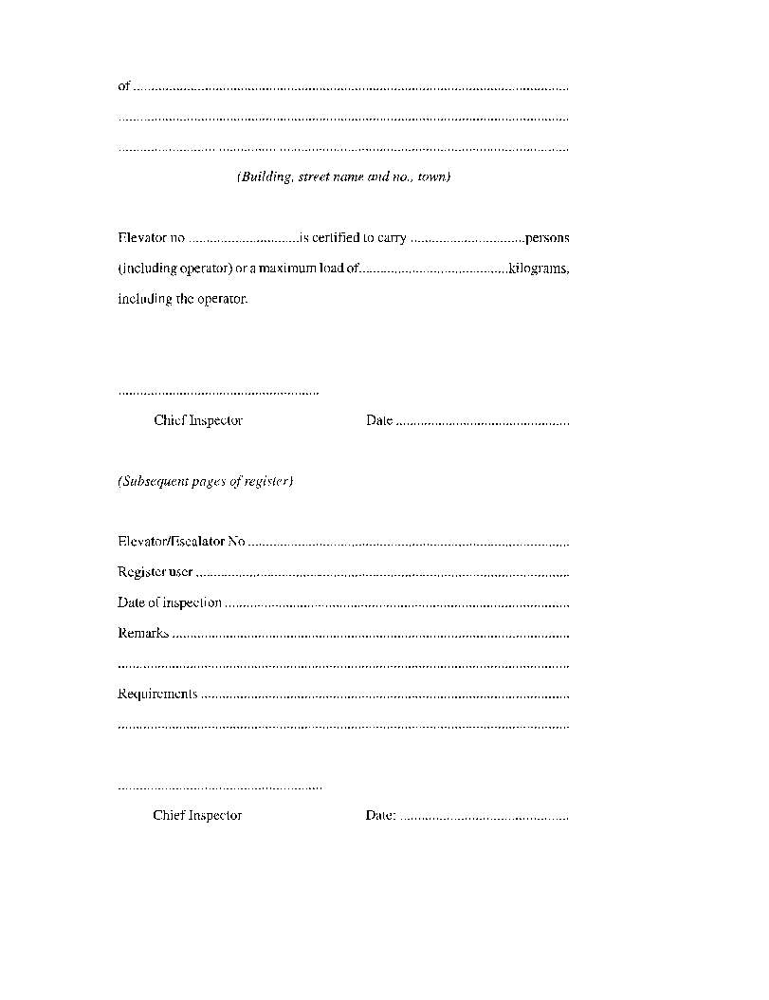 of ..........................................................................................................................
..............................................................................................................................
..............................................................................................................................
(Building, street name and no., town)
Elevator no ...............................is certified to carry ................................persons
(including operator) or a maximum load of..........................................kilograms,
including the operator.
........................................................
Chief Inspector Date .................................................
(Subsequent pages of register)
Elevator/Escalator No ..........................................................................................
Register user .........................................................................................................
Date of inspection .................................................................................................
Remarks ................................................................................................................
..............................................................................................................................
Requirements ........................................................................................................
..............................................................................................................................
.........................................................
Chief Inspector Date: ................................................